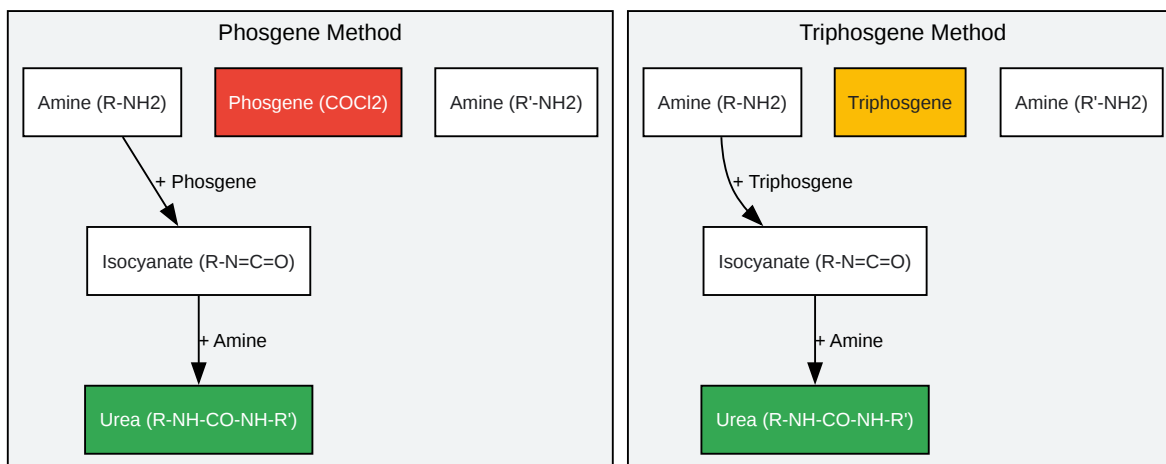 Phosgene Method
Amine (R-NH2)
Phosgene (COCl2)
Amine (R'-NH2)
+ Phosgene
Isocyanate (R-N=C=O)
+ Amine
Urea (R-NH-CO-NH-R')
Triphosgene Method
Amine (R-NH2)
Triphosgene
Amine (R'-NH2)
+ Triphosgene
Isocyanate (R-N=C=O)
+ Amine
Urea (R-NH-CO-NH-R')